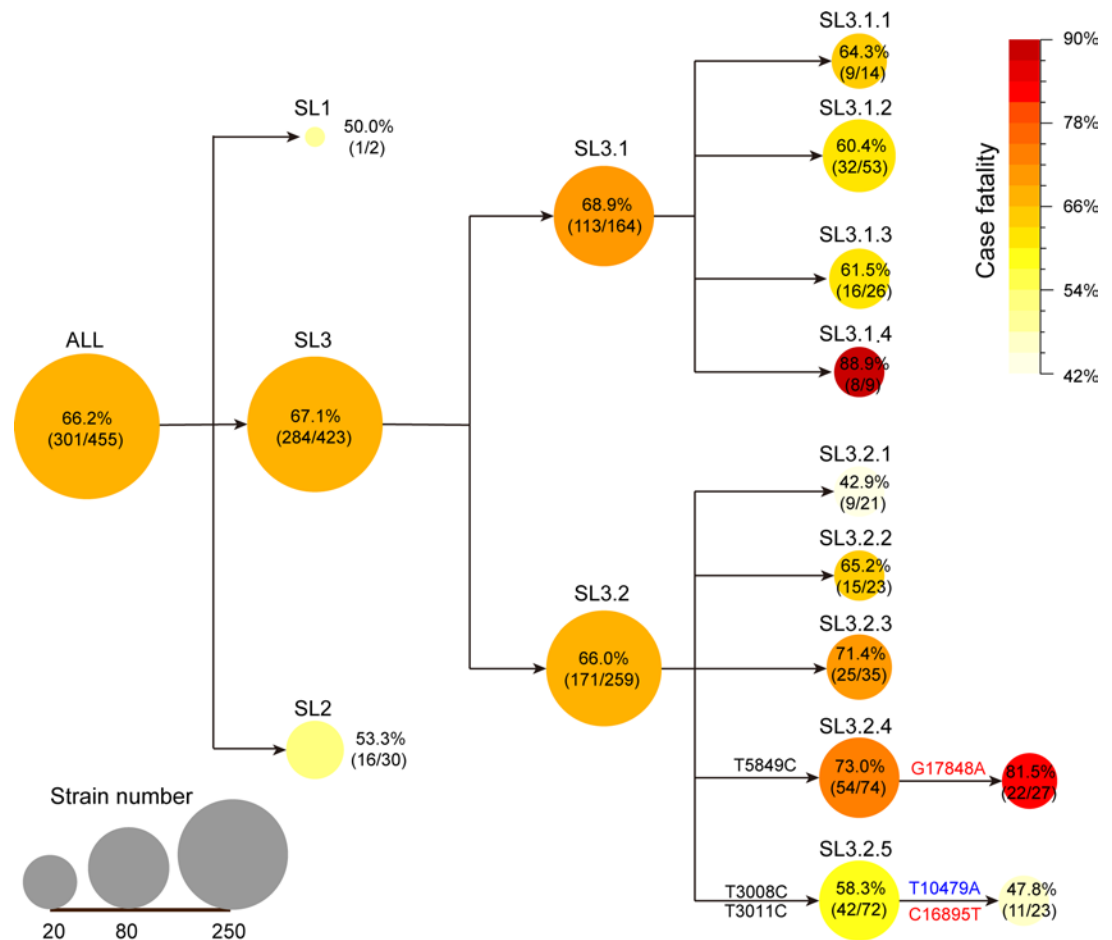 ALL
66.2%
(301/455)
SL1
50.0%
(1/2)
SL3
67.1%
(284/423)
SL2
53.3%
(16/30)
SL3.1
68.9%
(113/164)
SL3.2
66.0%
(171/259)
SL3.1.1
64.3%
(9/14)
SL3.1.2
60.4%
(32/53)
SL3.1.3
61.5%
(16/26)
SL3.1.4
88.9%
(8/9)
SL3.2.1
42.9%
(9/21)
SL3.2.2
65.2%
(15/23)
SL3.2.3
71.4%
(25/35)
SL3.2.4
T5849C
73.0%
(54/74)
G17848A
81.5%
(22/27)
SL3.2.5
T3008C
T3011C
58.3%
(42/72)
T10479A
C16895T
47.8%
(11/23)
Case fatality
90%
78%
66%
54%
42%
Strain number
20 80 250